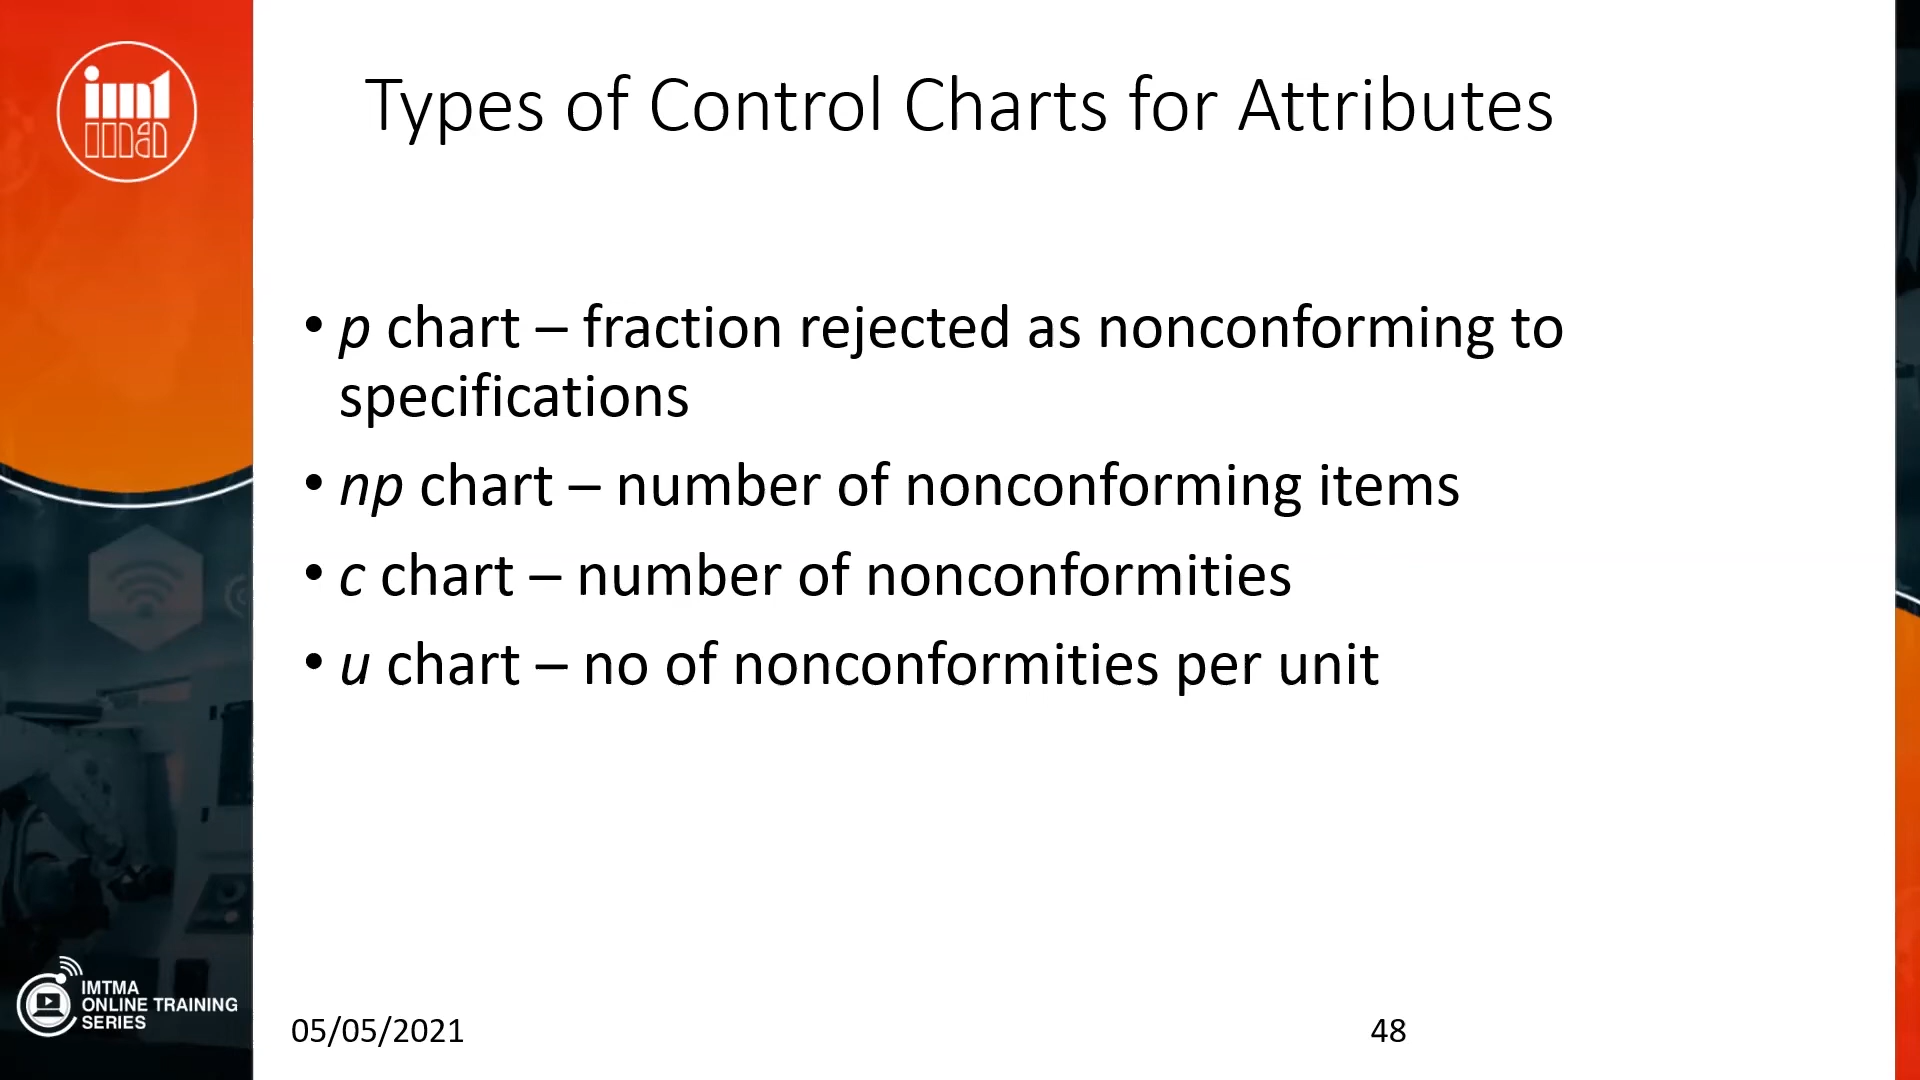 Types of Control Charts for Attributes
• p chart – fraction rejected as nonconforming to
specifications
• np chart – number of nonconforming items
• c chart – number of nonconformities
• u chart – no of nonconformities per unit
IMTMA
ONLINE TRAINING
SERIES
05/05/2021
48